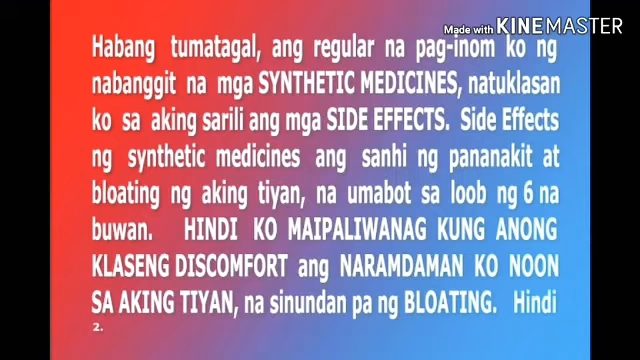 Made with KINEMASTER
Habang tumatagal, ang regular na pag-inom ko ng
nabanggit na mga SYNTHETIC MEDICINES, natuklasan
ko sa aking sarili ang mga SIDE EFFECTS. Side Effects
ng synthetic medicines ang sanhi ng pananakit at
bloating ng aking tiyan, na umabot sa loob ng 6 na
buwan. HINDI KO MAIPALIWANAG KUNG ANONG
KLASENG DISCOMFORT ang NARAMDAMAN KO NOON
SA AKING TIYAN, na sinundan pa ng BLOATING. Hindi
2.